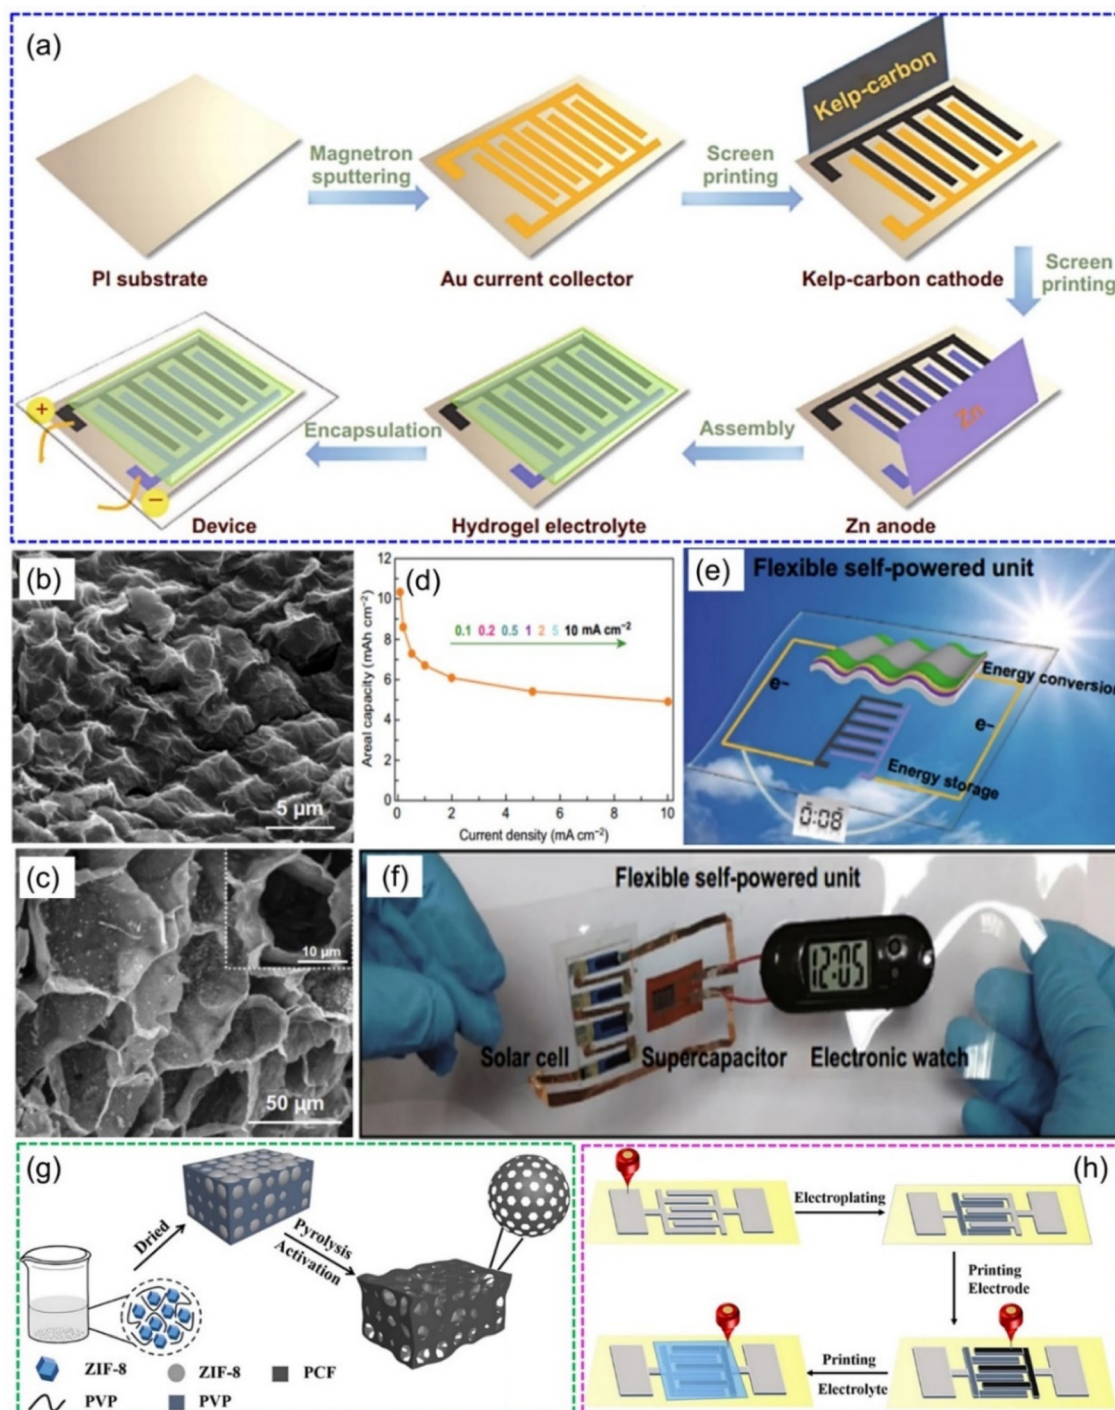 (a)
Kelp-carbon
Magnetron
sputtering
Screen
printing
PI substrate
Au current collector
Kelp-carbon cathode
Screen
printing
+
Encapsulation
Assembly
Zn
−
Device
Hydrogel electrolyte
Zn anode
(b)
5 μm
(d)
12
10
8
6
4
2
0
0.1 0.2 0.5 1 2 5 10 mA cm⁻²
Areal capacity (mAh cm⁻²)
0 2 4 6 8 10
Current density (mA cm⁻²)
(e)
Flexible self-powered unit
Energy conversion
e−
e−
Energy storage
0:08
(c)
10 μm
50 μm
(f)
Flexible self-powered unit
12:05
Solar cell
Supercapacitor
Electronic watch
(g)
Dried
Pyrolysis
Activation
ZIF-8
ZIF-8
PCF
PVP
PVP
(h)
Electroplating
Printing
Electrode
Printing
Electrolyte